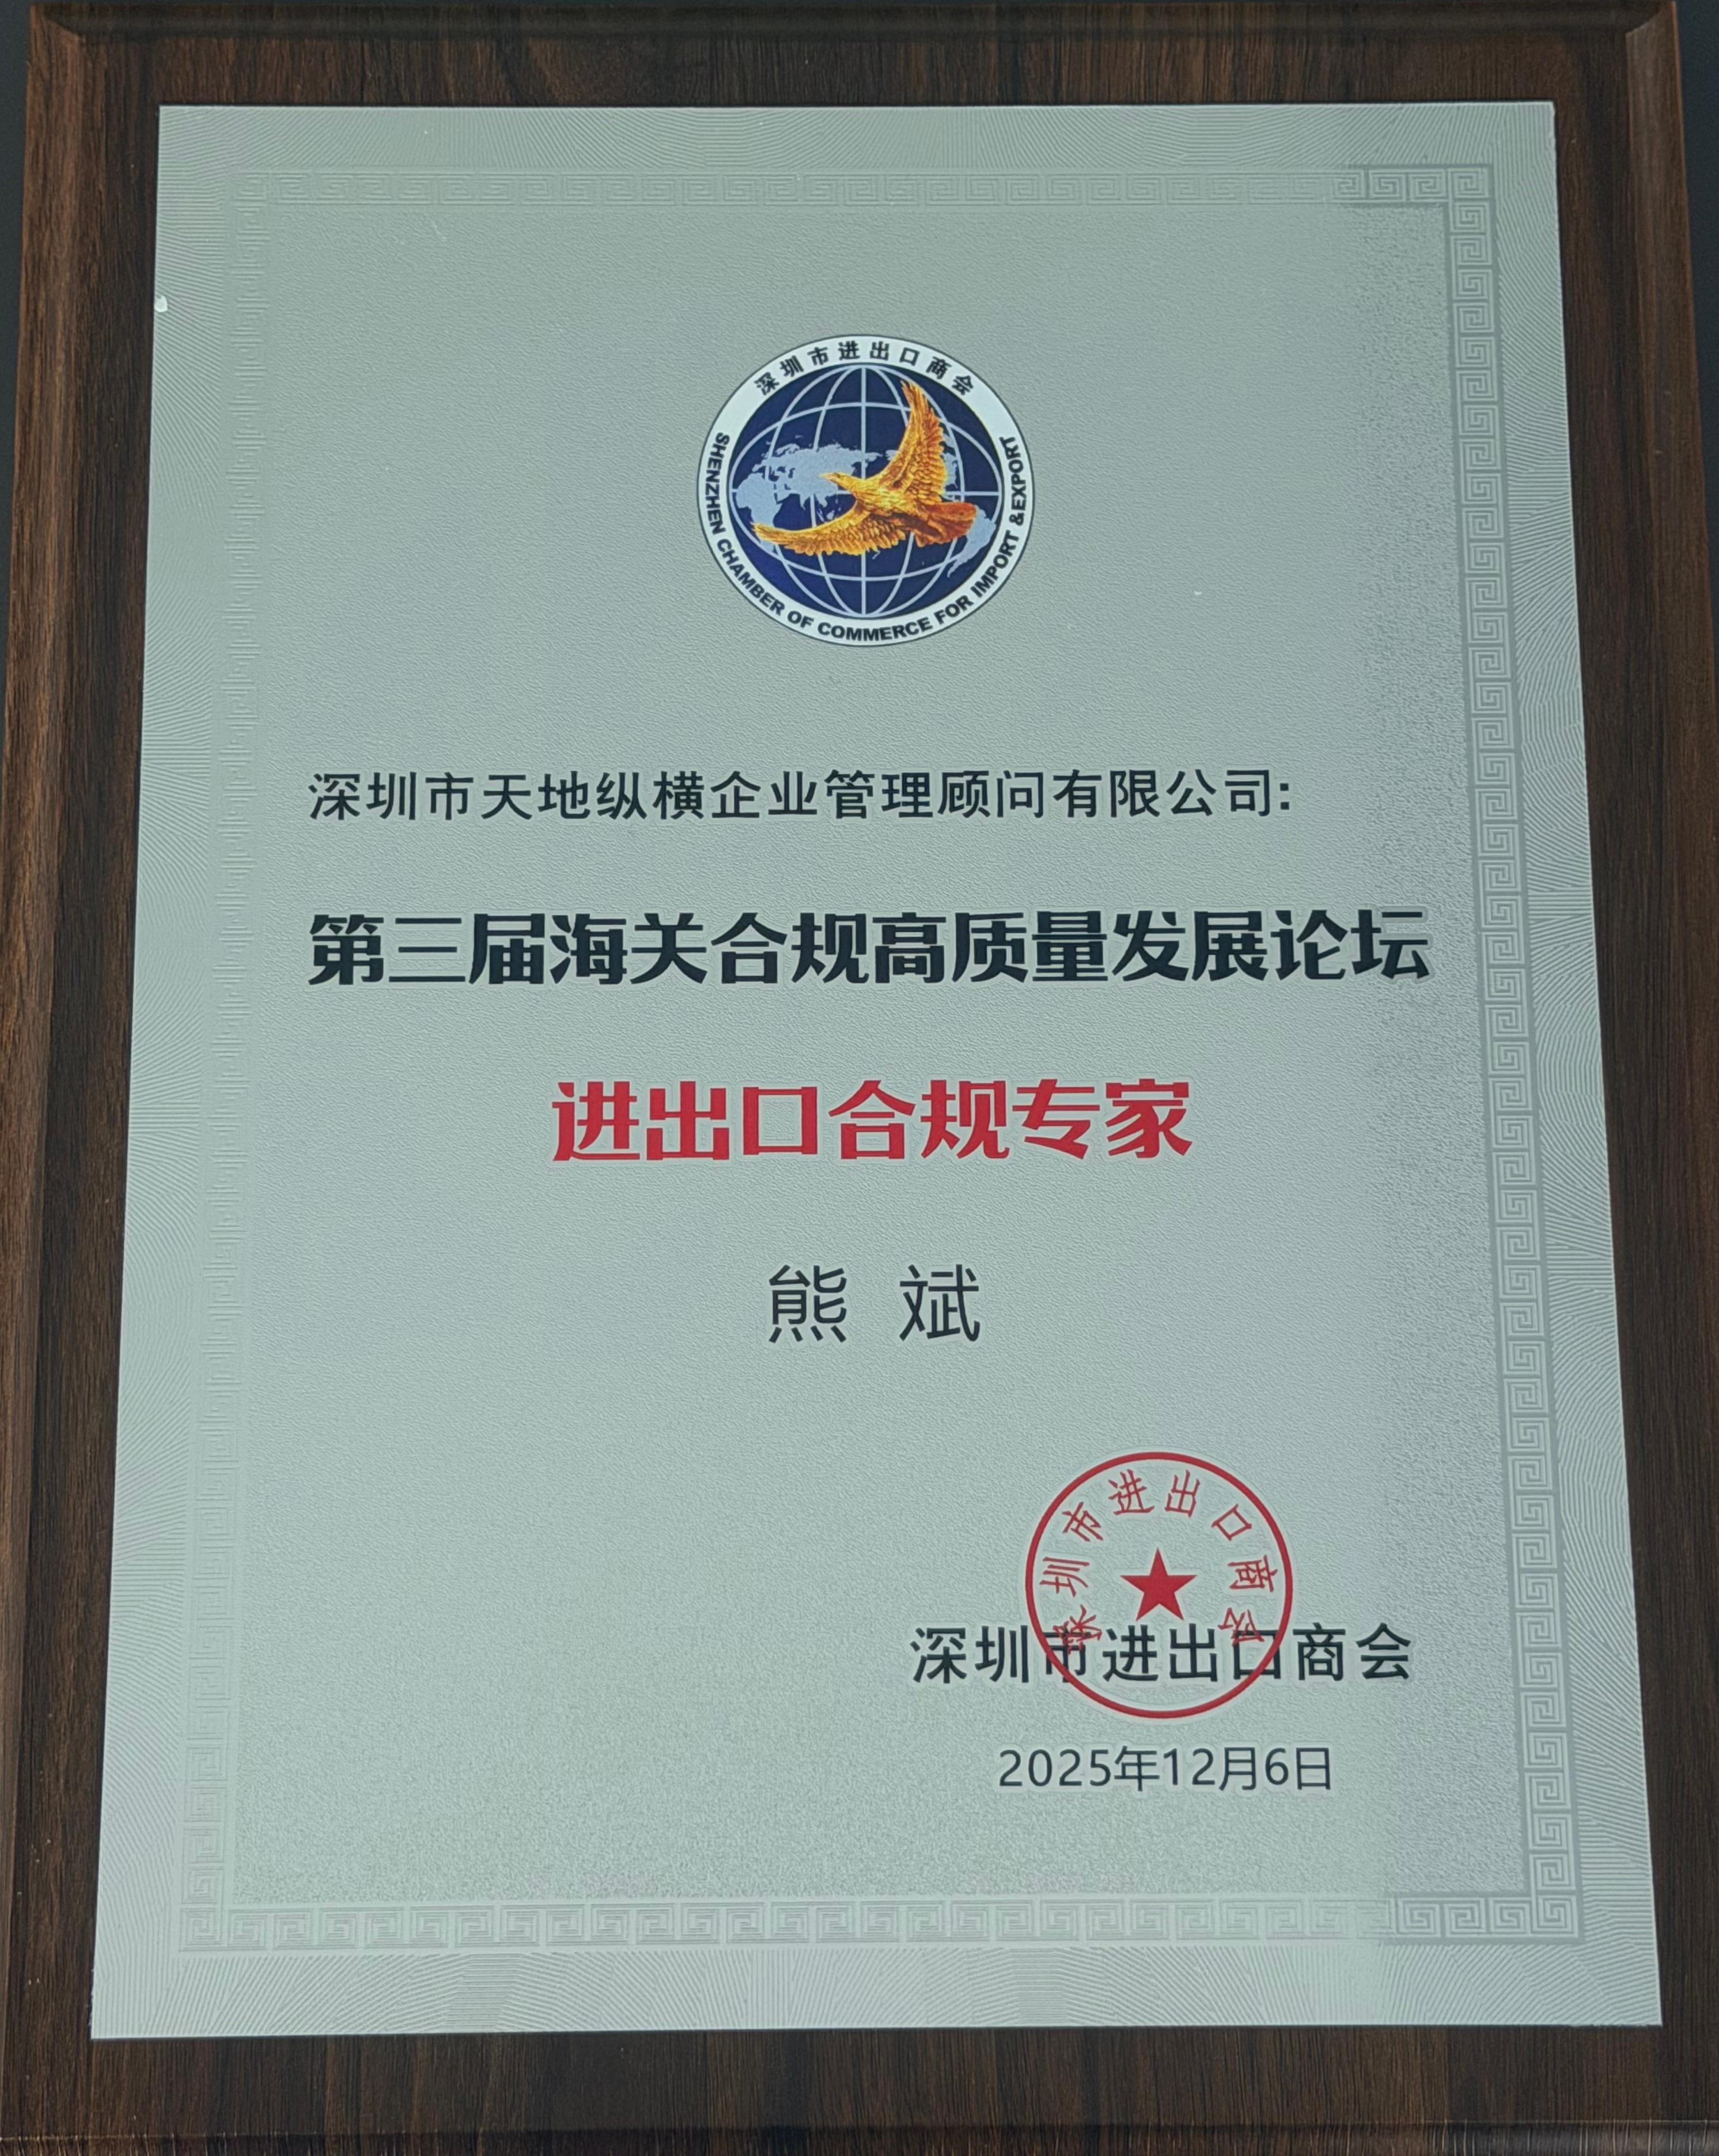 深圳市进出口商会
SHENZHEN CHAMBER OF COMMERCE FOR IMPORT &EXPORT
深圳市天地纵横企业管理顾问有限公司:
第三届海关合规高质量发展论坛
进出口合规专家
熊 斌
深圳市进出口商会
深圳市进出口商会
2025年12月6日